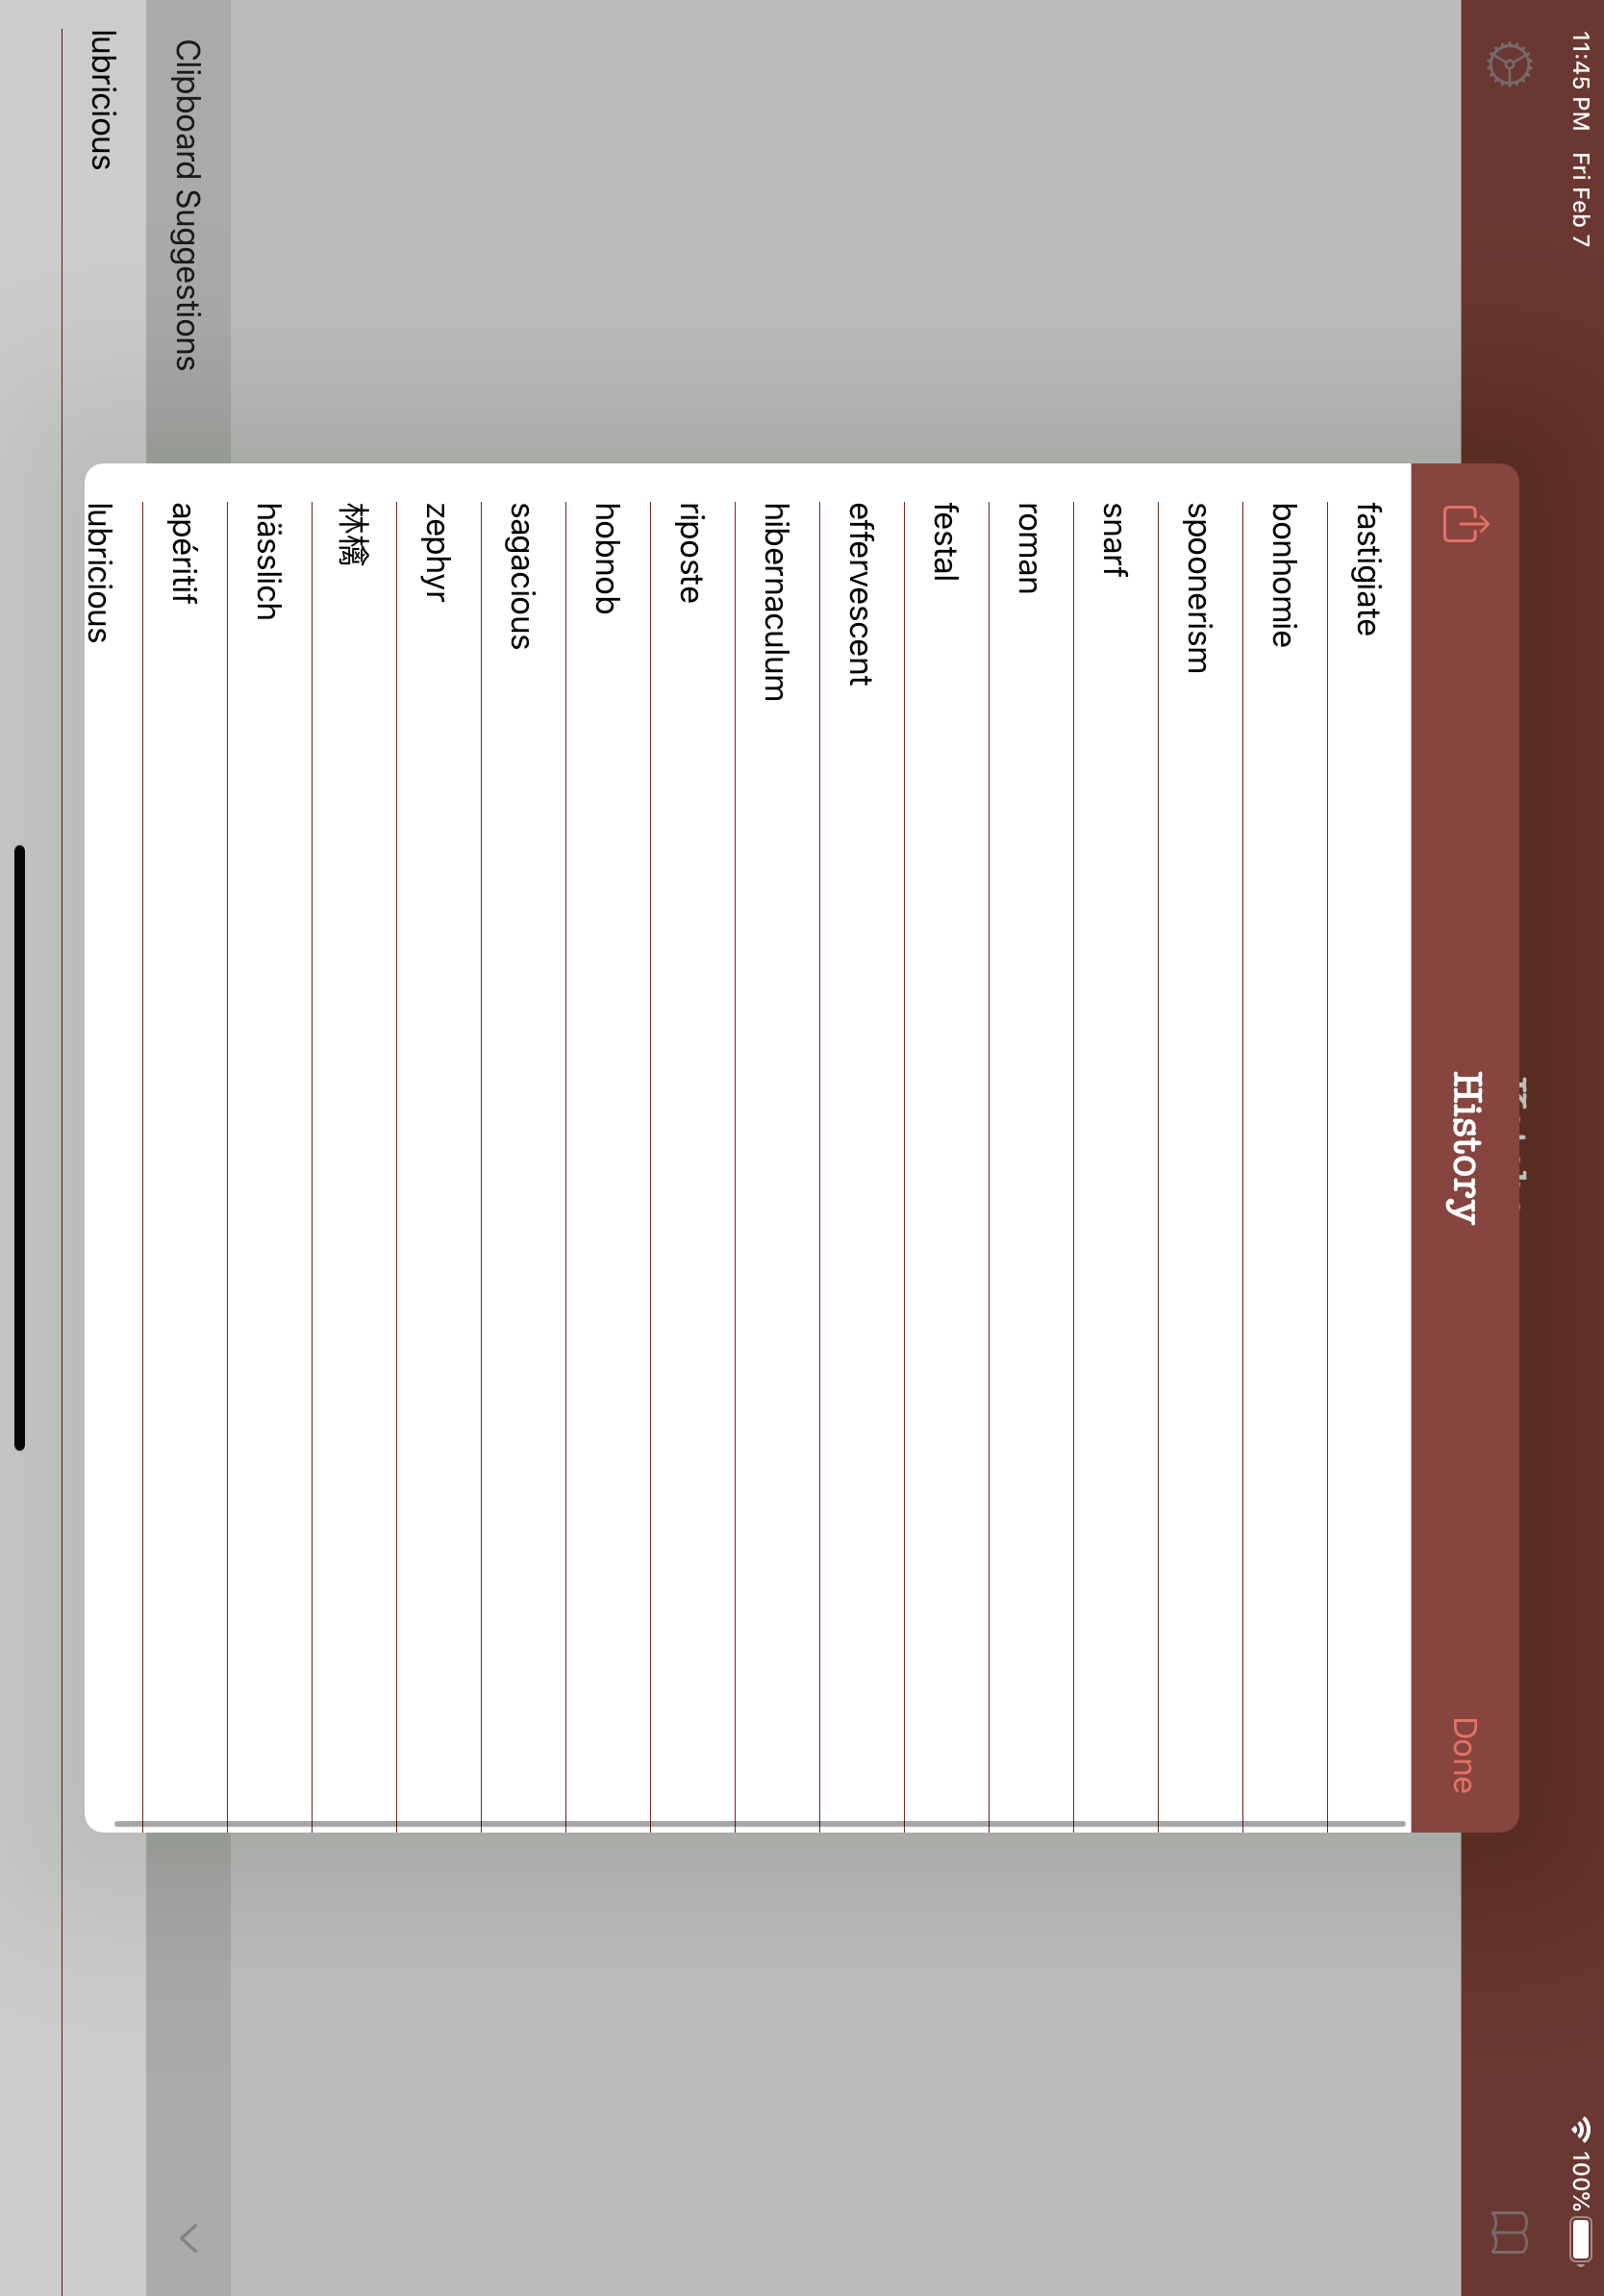 11:45 PM Fri Feb 7
100%
History
Done
fastigiate
bonhomie
spoonerism
snarf
roman
festal
effervescent
hibernaculum
riposte
hobnob
sagacious
zephyr
林檎
hässlich
apéritif
lubricious
Clipboard Suggestions
lubricious